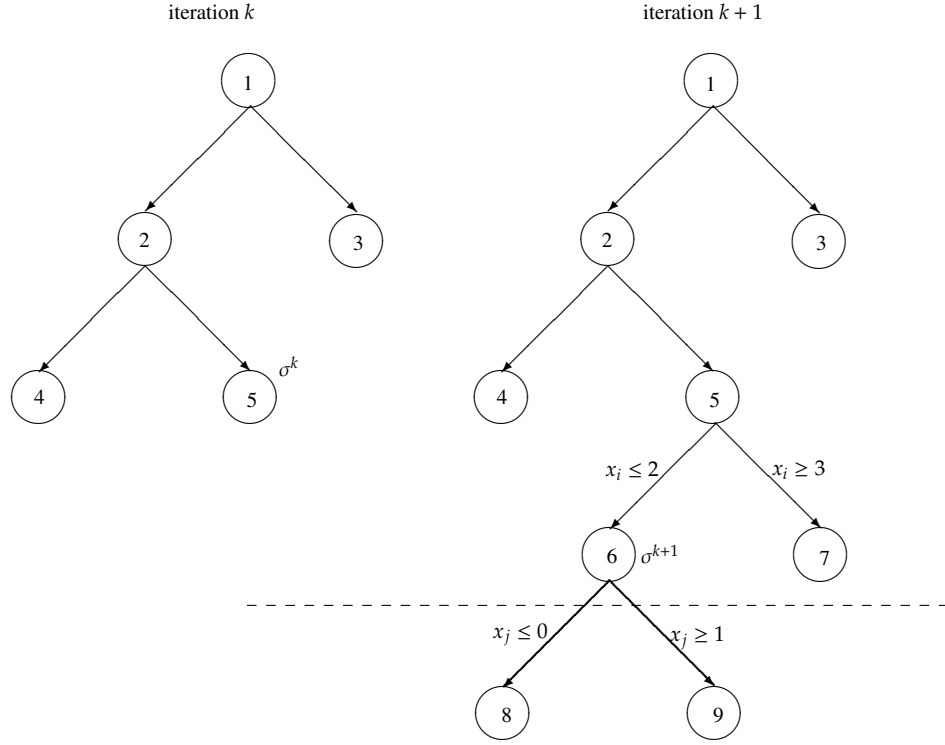 iteration k
iteration k + 1
1
1
2
3
2
3
4
5
σ^k
4
5
x_i ≤ 2
x_i ≥ 3
6
σ^{k+1}
7
x_j ≤ 0
x_j ≥ 1
8
9